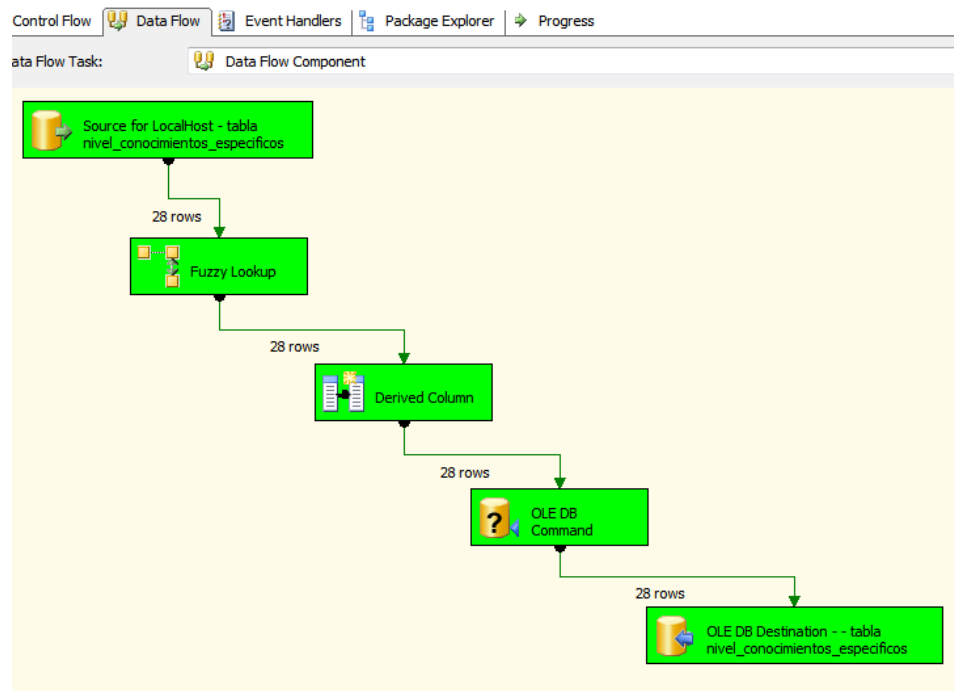 Control Flow
Data Flow
Event Handlers
Package Explorer
Progress
ata Flow Task:
Data Flow Component
Source for LocalHost - tabla
nivel_conocimientos_especificos
28 rows
Fuzzy Lookup
28 rows
Derived Column
28 rows
?
OLE DB
Command
28 rows
OLE DB Destination - - tabla
nivel_conocimientos_especificos